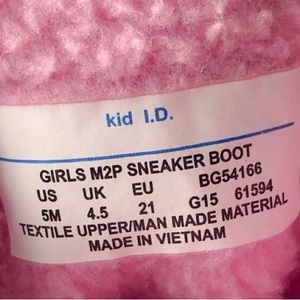 kid I.D.
GIRLS M2P SNEAKER BOOT
US UK EU BG54166
5M 4.5 21 G15 61594
TEXTILE UPPER/MAN MADE MATERIAL
MADE IN VIETNAM